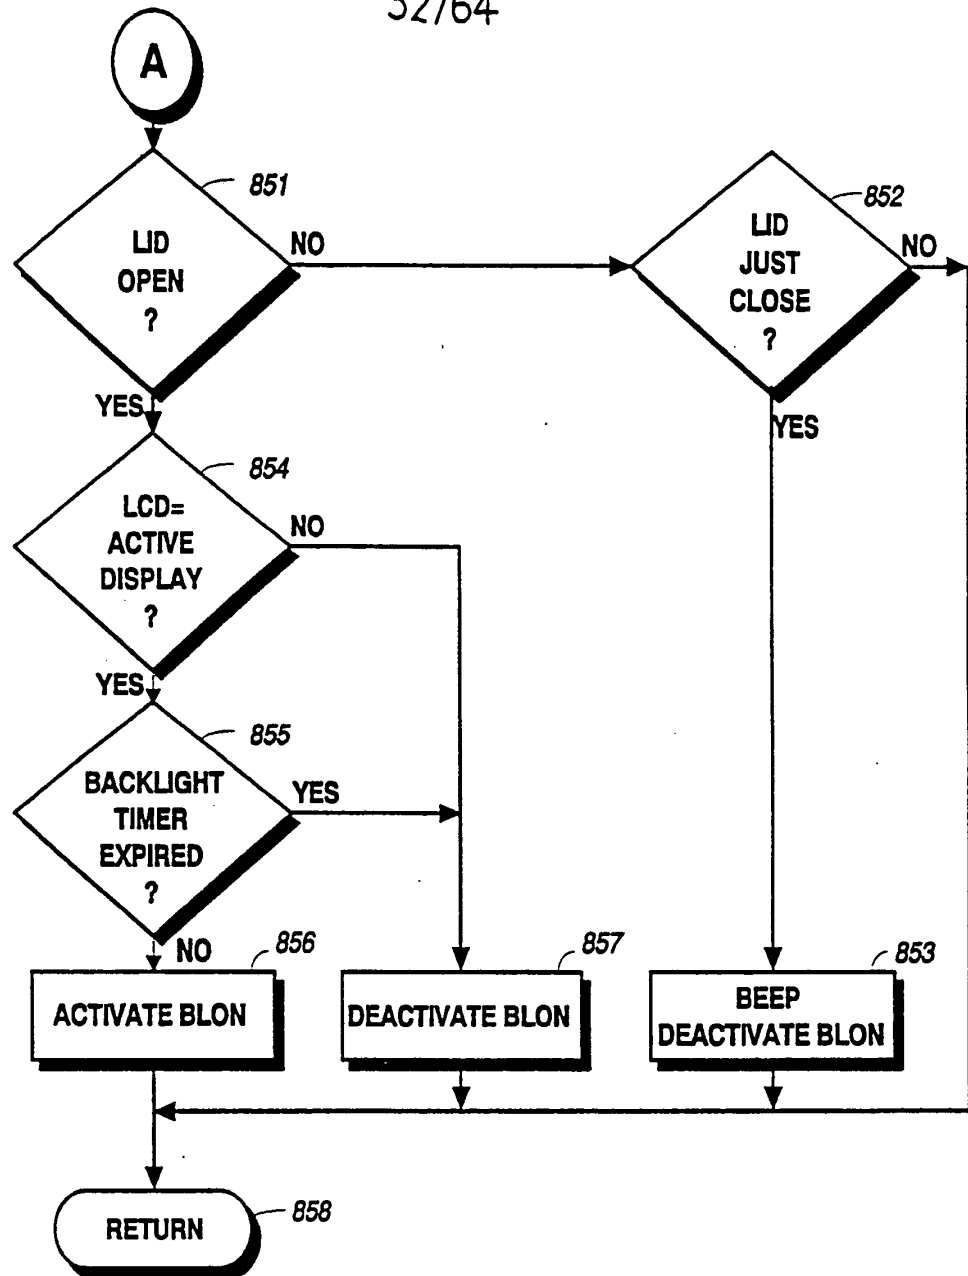 32/64
A
851
LID
OPEN
?
NO
YES
852
LID
JUST
CLOSE
?
NO
YES
854
LCD=
ACTIVE
DISPLAY
?
NO
YES
855
BACKLIGHT
TIMER
EXPIRED
?
YES
NO
856
ACTIVATE BLON
857
DEACTIVATE BLON
853
BEEP
DEACTIVATE BLON
RETURN
858